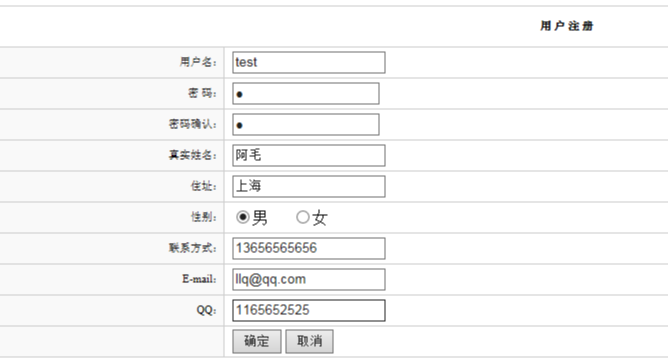 用户注册
用户名: test
密 码: ●
密码确认: ●
真实姓名: 阿毛
住址: 上海
性别: 男 女
联系方式: 13656565656
E-mail: llq@qq.com
QQ: 1165652525
确定 取消